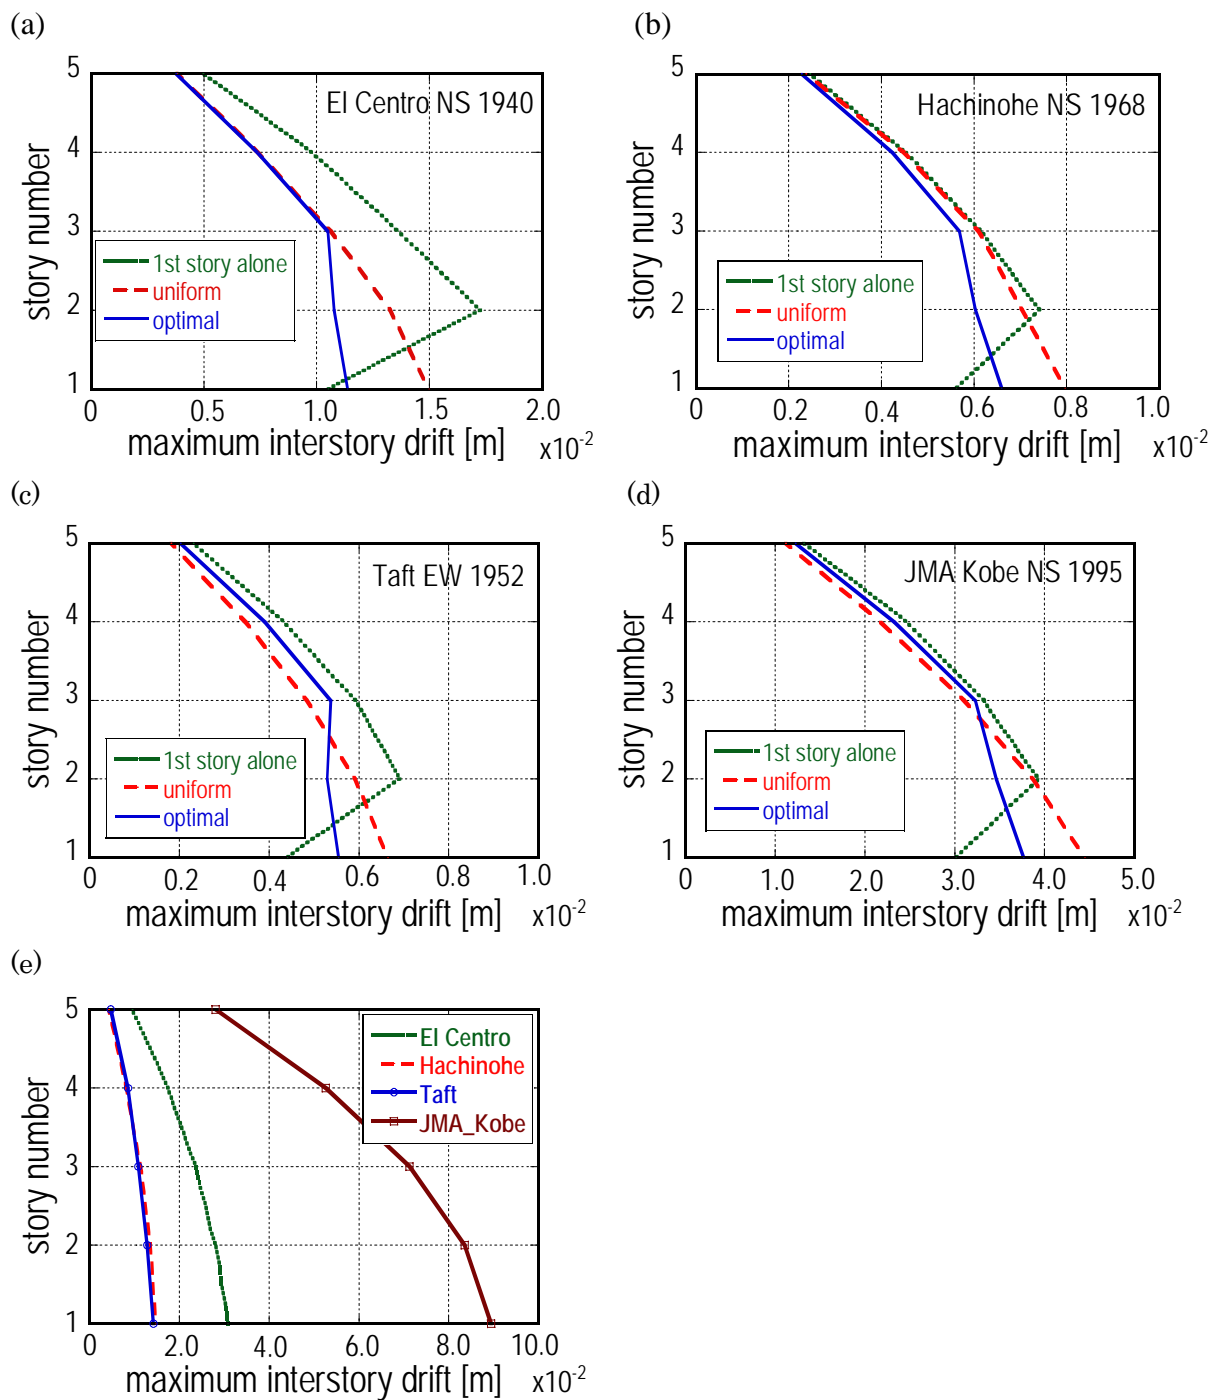 (a)
El Centro NS 1940
story number
5
4
3
2
1
1st story alone
uniform
optimal
0
0.5
1.0
1.5
2.0
maximum interstory drift [m] x10-2
(b)
Hachinohe NS 1968
story number
5
4
3
2
1
1st story alone
uniform
optimal
0
0.2
0.4
0.6
0.8
1.0
maximum interstory drift [m] x10-2
(c)
Taft EW 1952
story number
5
4
3
2
1
1st story alone
uniform
optimal
0
0.2
0.4
0.6
0.8
1.0
maximum interstory drift [m] x10-2
(d)
JMA Kobe NS 1995
story number
5
4
3
2
1
1st story alone
uniform
optimal
0
1.0
2.0
3.0
4.0
5.0
maximum interstory drift [m] x10-2
(e)
story number
5
4
3
2
1
El Centro
Hachinohe
Taft
JMA_Kobe
0
2.0
4.0
6.0
8.0
10.0
maximum interstory drift [m] x10-2